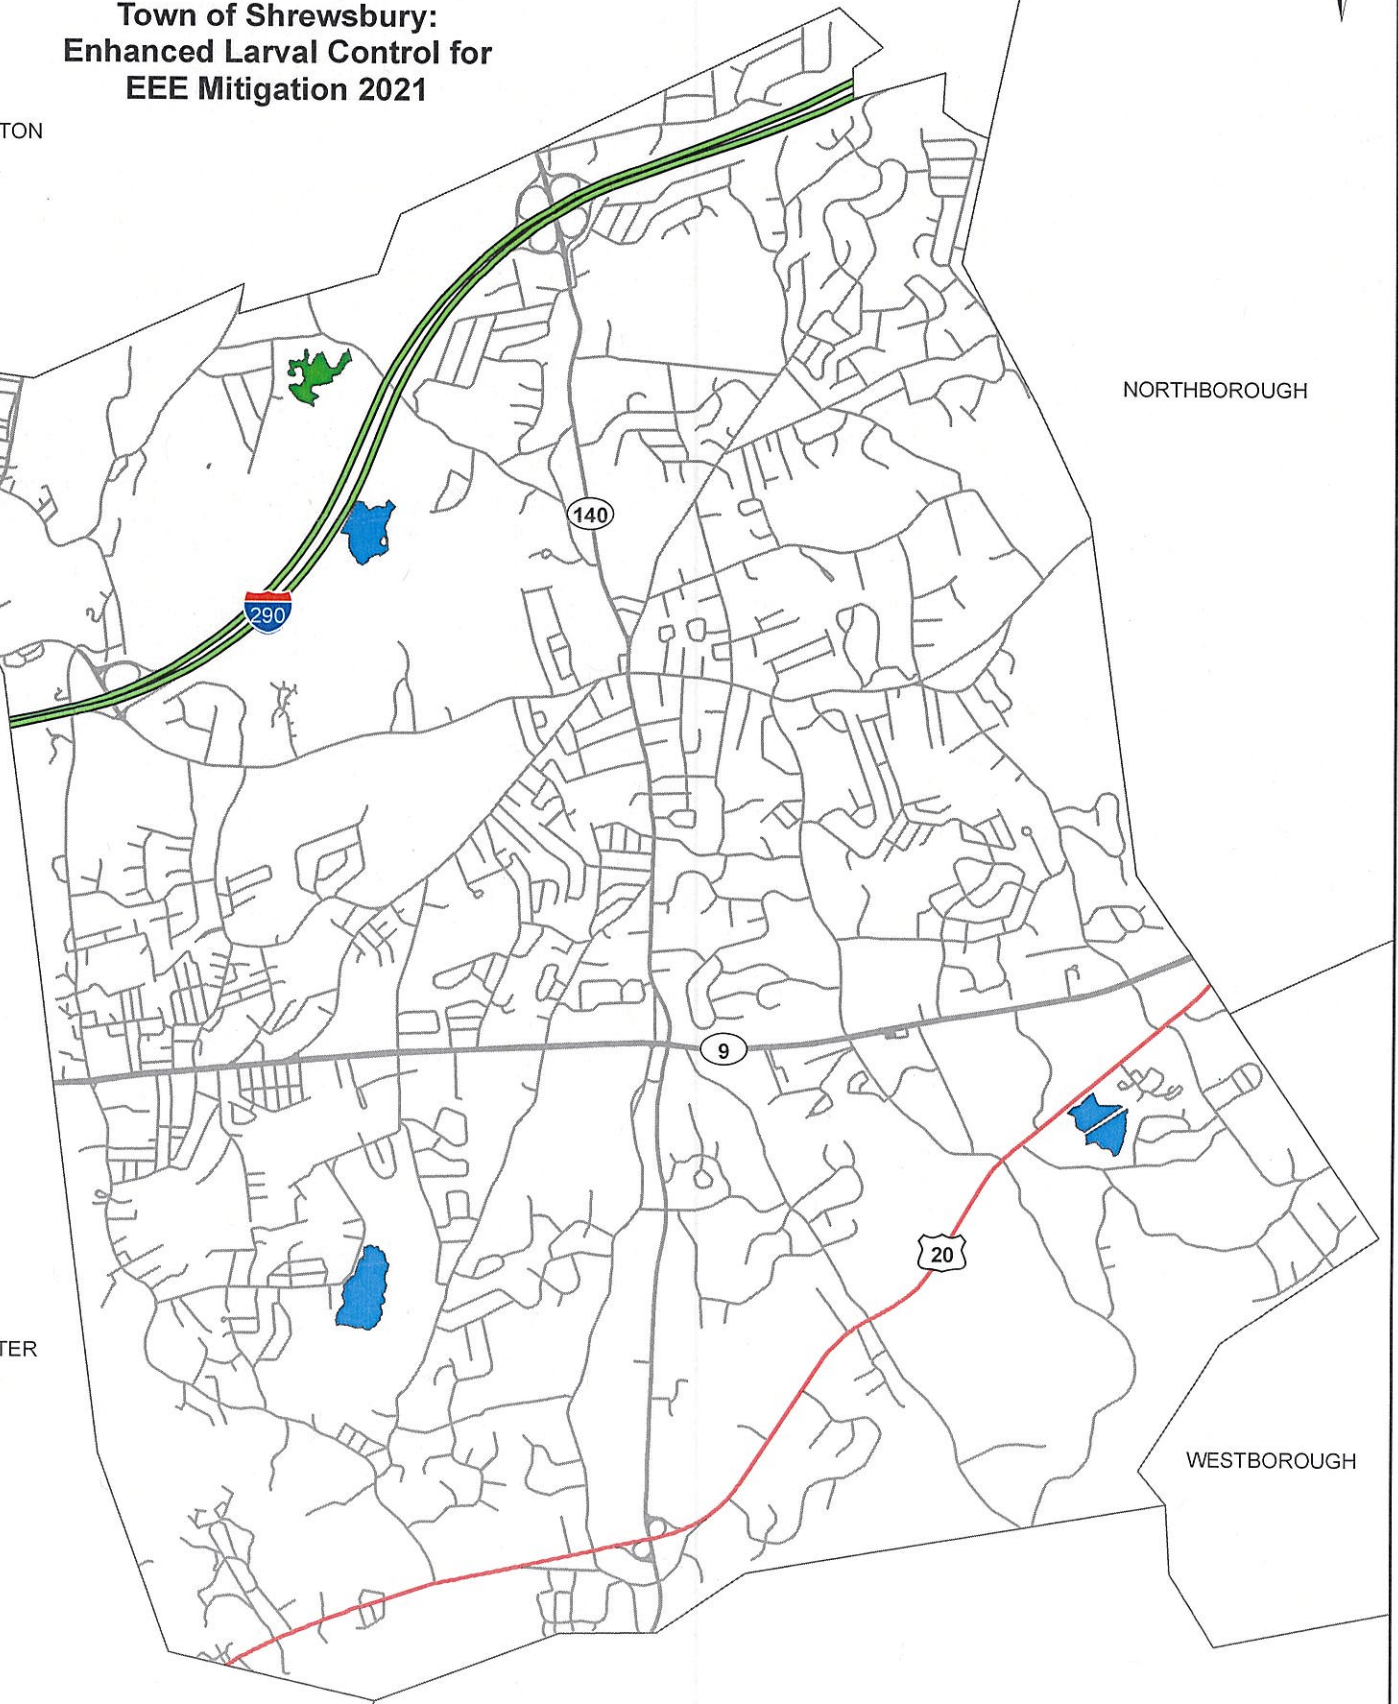 Town of Shrewsbury:
Enhanced Larval Control for
EEE Mitigation 2021
TON
NORTHBOROUGH
140
290
9
20
TER
WESTBOROUGH